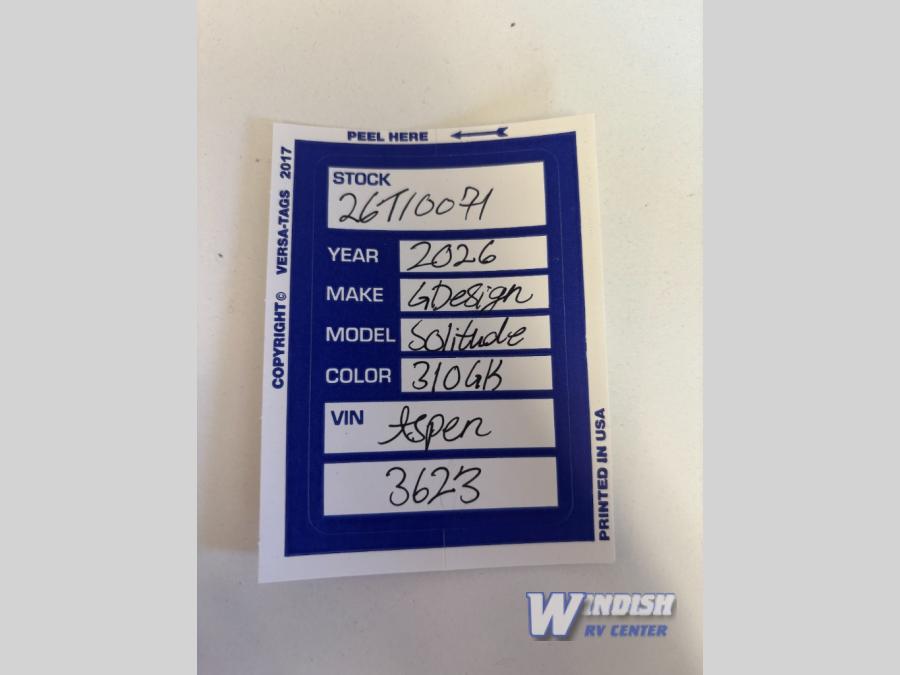 PEEL HERE
COPYRIGHT© VERSA-TAGS 2017
STOCK
26T10071
YEAR 2026
MAKE GDesign
MODEL Solitude
COLOR 310GK
VIN Aspen
3623
PRINTED IN USA
WINDISH
RV CENTER